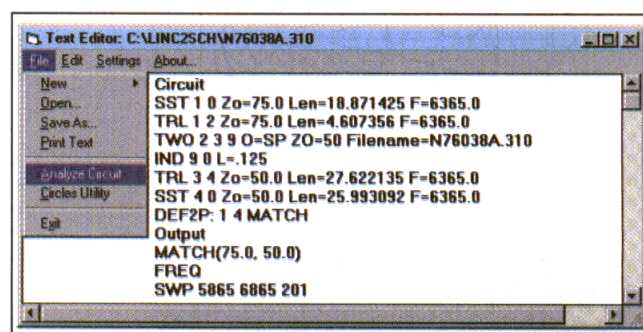 Text Editor: C:\LINC2SCH\N76038A.310
File Edit Settings About...
New
Open...
Save As...
Print Text
Analyze Circuit
Circles Utility
Exit
Circuit
SST 1 0 Zo=75.0 Len=18.871425 F=6365.0
TRL 1 2 Zo=75.0 Len=4.607356 F=6365.0
TWO 2 3 9 O=SP ZO=50 Filename=N76038A.310
IND 9 0 L=.125
TRL 3 4 Zo=50.0 Len=27.622135 F=6365.0
SST 4 0 Zo=50.0 Len=25.993092 F=6365.0
DEF2P: 1 4 MATCH
Output
MATCH(75.0, 50.0)
FREQ
SWP 5865 6865 201